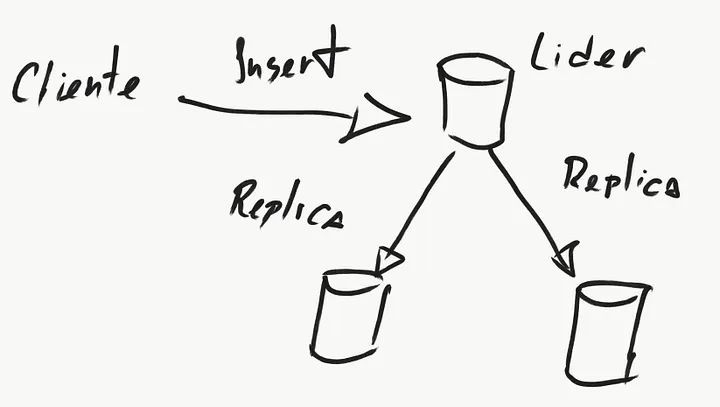 Cliente
Insert
Lider
Replica
Replica